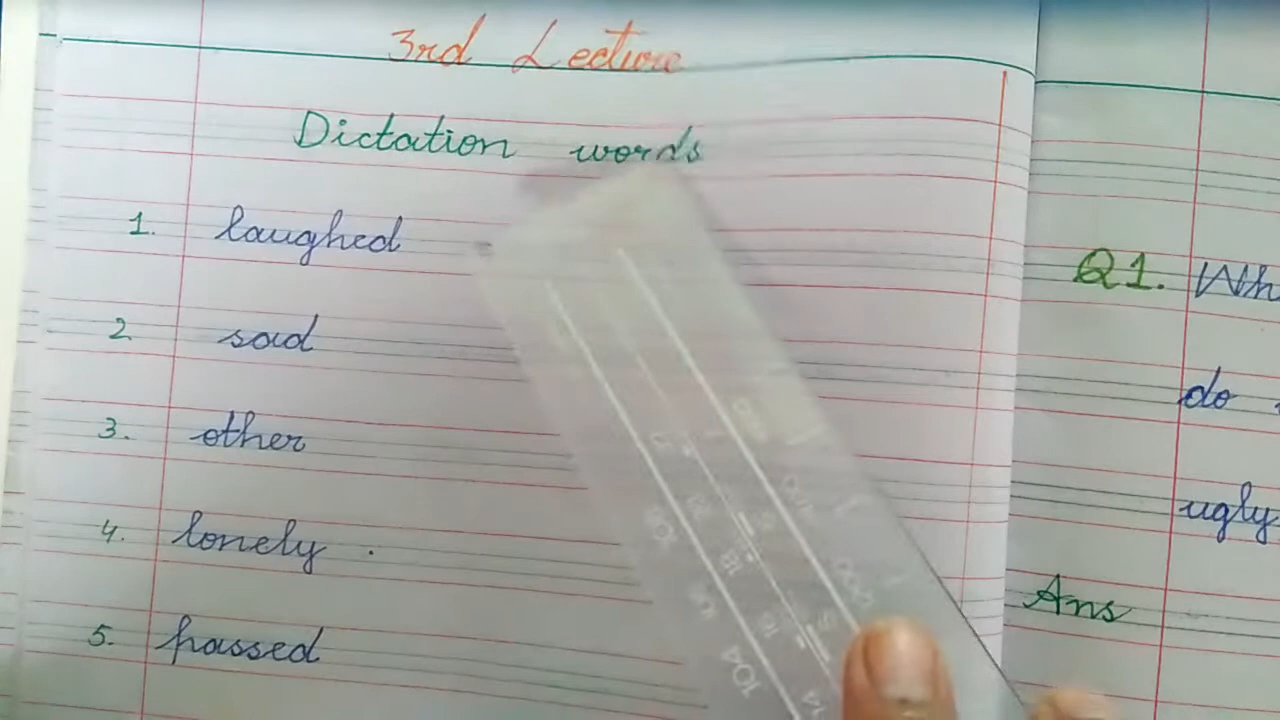 3rd Lecture
Dictation words
1. laughed
2 sad
3. other
4. lonely .
5. passed
Q1. Wh
do
ugly
Ans
104